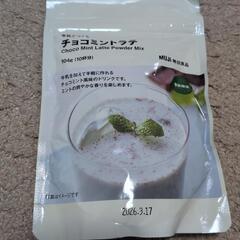 チョコミントラテ
Choco Mint Latte Powder Mix
104g(10杯分)
MUJI 無印良品
牛乳を加えて手軽に作れる
チョコミント風味のドリンクです。
ミントの爽やかな香りを楽しめます。
2026.3.17